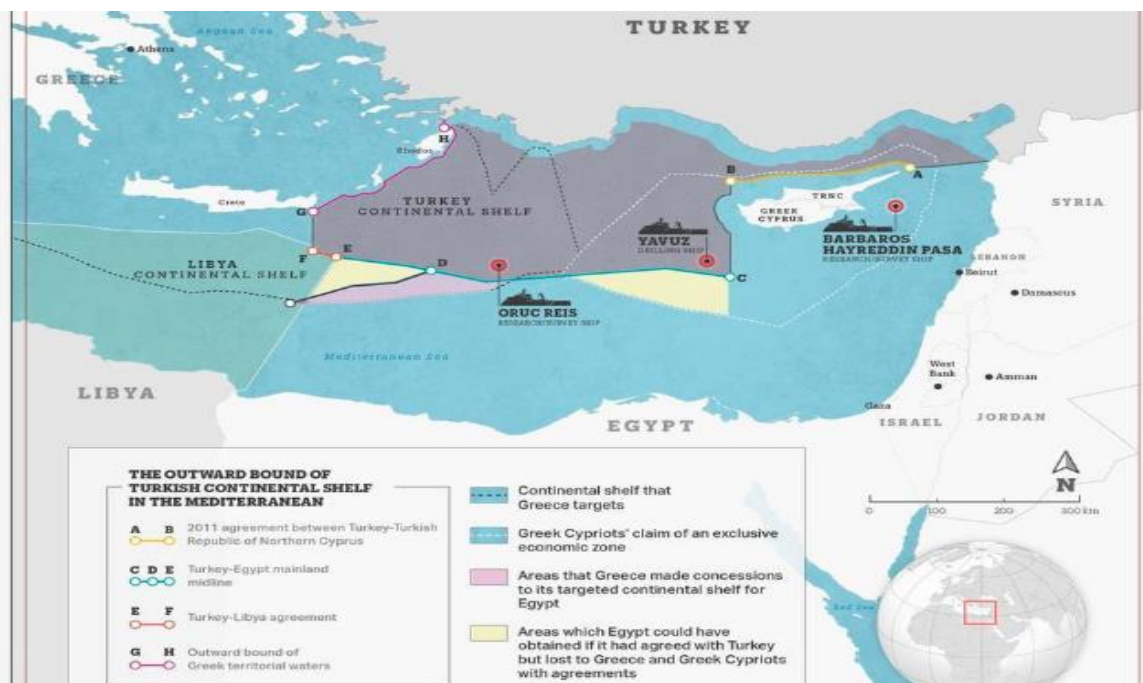 TURKEY
Aegean Sea
Athens
GREECE
H
Rhodos
B
A
TRNC
SYRIA
Crete
G
TURKEY
CONTINENTAL SHELF
GREEK
CYPRUS
YAVUZ
DRILLING SHIP
BARBAROS
HAYREDDIN PASA
RESEARCH/SURVEY SHIP
LEBANON
F
E
LIBYA
CONTINENTAL SHELF
D
C
Beirut
Damascus
ORUC REIS
RESEARCH/SURVEY SHIP
Mediterranean Sea
West
Bank
Amman
LIBYA
Gaza
ISRAEL
JORDAN
EGYPT
THE OUTWARD BOUND OF
TURKISH CONTINENTAL SHELF
IN THE MEDITERRANEAN
A B
2011 agreement between Turkey-Turkish
Republic of Northern Cyprus
C D E
Turkey-Egypt mainland
midline
E F
Turkey-Libya agreement
G H
Outward bound of
Greek territorial waters
Continental shelf that
Greece targets
Greek Cypriots' claim of an exclusive
economic zone
Areas that Greece made concessions
to its targeted continental shelf for
Egypt
Areas which Egypt could have
obtained if it had agreed with Turkey
but lost to Greece and Greek Cypriots
with agreements
N
0 100 200 300 km
Red Sea